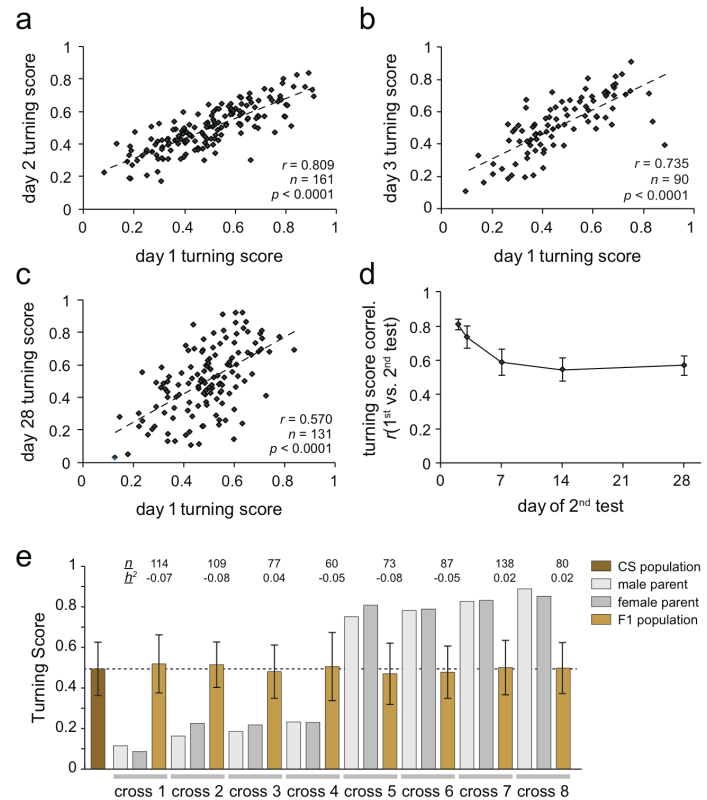 a
day 2 turning score
1
0.8
0.6
0.4
0.2
0
0 0.2 0.4 0.6 0.8 1
r = 0.809
n = 161
p < 0.0001
day 1 turning score
b
day 3 turning score
1
0.8
0.6
0.4
0.2
0
0 0.2 0.4 0.6 0.8 1
r = 0.735
n = 90
p < 0.0001
day 1 turning score
c
day 28 turning score
1
0.8
0.6
0.4
0.2
0
0 0.2 0.4 0.6 0.8 1
r = 0.570
n = 131
p < 0.0001
day 1 turning score
d
turning score correl.
r(1st vs. 2nd test)
1
0.8
0.6
0.4
0.2
0
0 7 14 21 28
day of 2nd test
e
Turning Score
1
0.8
0.6
0.4
0.2
0
n 114 109 77 60 73 87 138 80
h² -0.07 -0.08 0.04 -0.05 -0.08 -0.05 0.02 0.02
CS population
male parent
female parent
F1 population
cross 1 cross 2 cross 3 cross 4 cross 5 cross 6 cross 7 cross 8